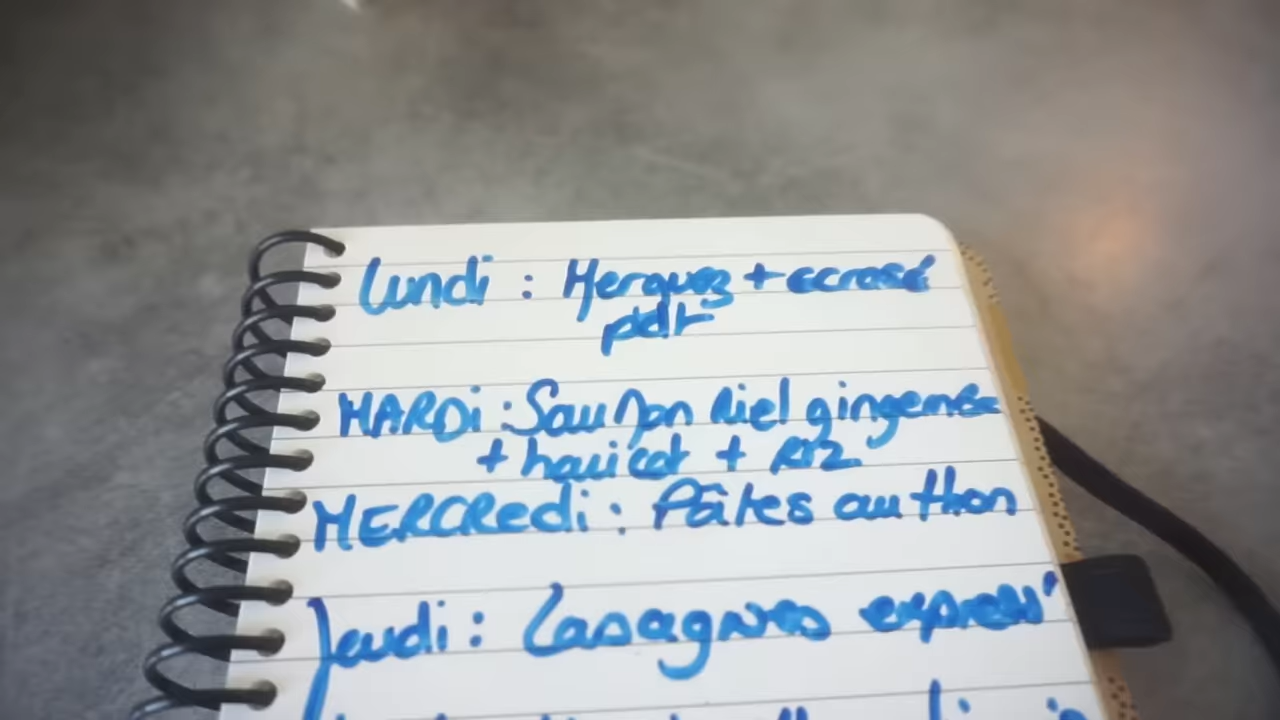 Lundi : Merguez + écrasé
pdt
MARDi : Saumon Miel gingembre
+ haricot + RIZ
MERCRedi : Pâtes au thon
Jeudi : Lasagnes express'